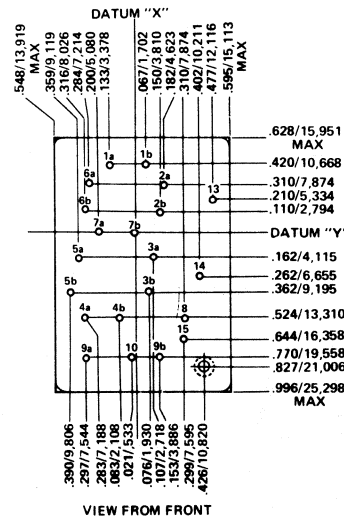 DATUM "X"
.548/13,919
MAX
.359/9,119
.316/8,026
.284/7,214
.200/5,080
.133/3,378
.067/1,702
.150/3,810
.182/4,623
.310/7,874
.402/10,211
.477/12,116
.595/15,113
MAX
.628/15,951
MAX
1a
1b
.420/10,668
6a
2a
.310/7,874
13
.210/5,334
6b
2b
.110/2,794
7a
7b
DATUM "Y"
5a
3a
.162/4,115
14
.262/6,655
5b
3b
.362/9,195
4a
4b
8
.524/13,310
15
.644/16,358
9a
10
9b
.770/19,558
.827/21,006
.996/25,298
MAX
.390/9,806
.297/7,544
.283/7,188
.083/2,108
.021/,533
.076/1,930
.107/2,718
.153/3,886
.299/7,595
.426/10,820
VIEW FROM FRONT